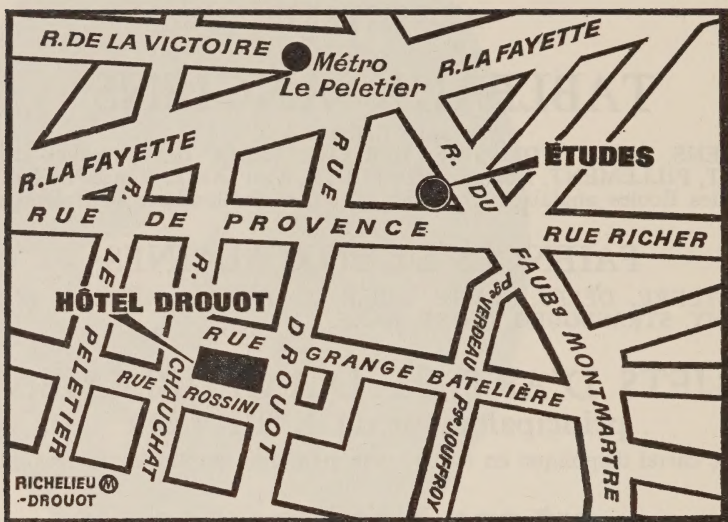 R. DE LA VICTOIRE
Métro
Le Peletier
R. LA FAYETTE
R. LA FAYETTE
RUE
R. DU
ÉTUDES
RUE DE PROVENCE
RUE RICHER
R. LE PELETIER
R. CHAUCHAT
HÔTEL DROUOT
RUE DROUOT
RUE GRANGE BATELIÈRE
RUE ROSSINI
Pge VERDEAU
Pge JOUFFROY
FAUBg MONTMARTRE
RICHELIEU M
-DROUOT